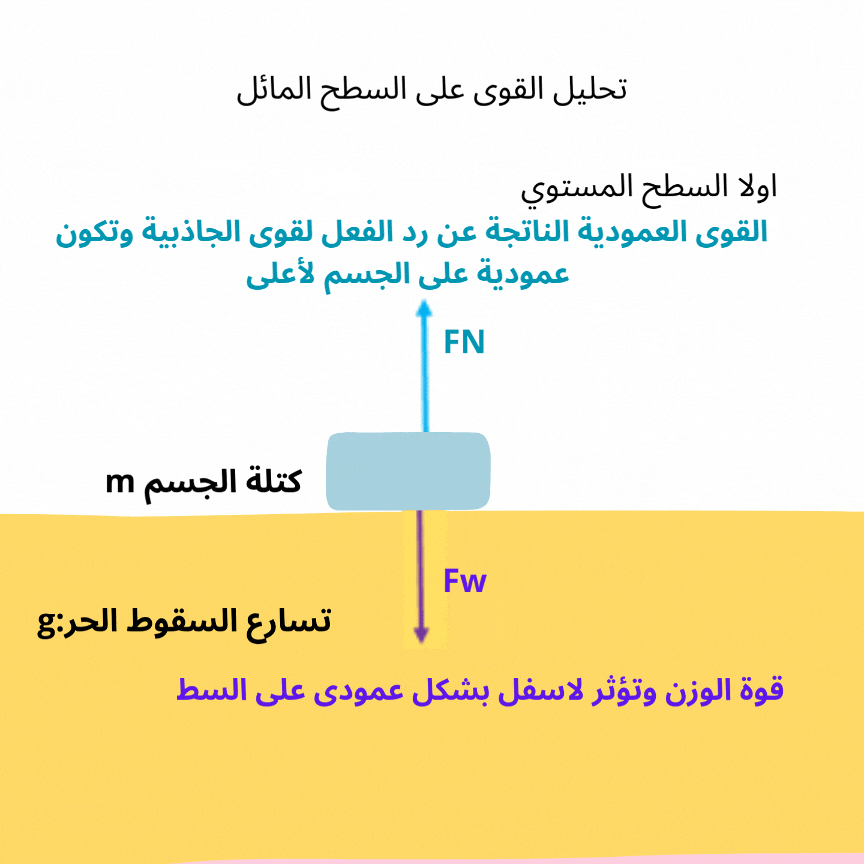 تحليل القوى على السطح المائل
اولا السطح المستوي
القوى العمودية الناتجة عن رد الفعل لقوى الجاذبية وتكون
عمودية على الجسم لأعلى
FN
كتلة الجسم m
Fw
تسارع السقوط الحر:g
قوة الوزن وتؤثر لاسفل بشكل عمودى على السط